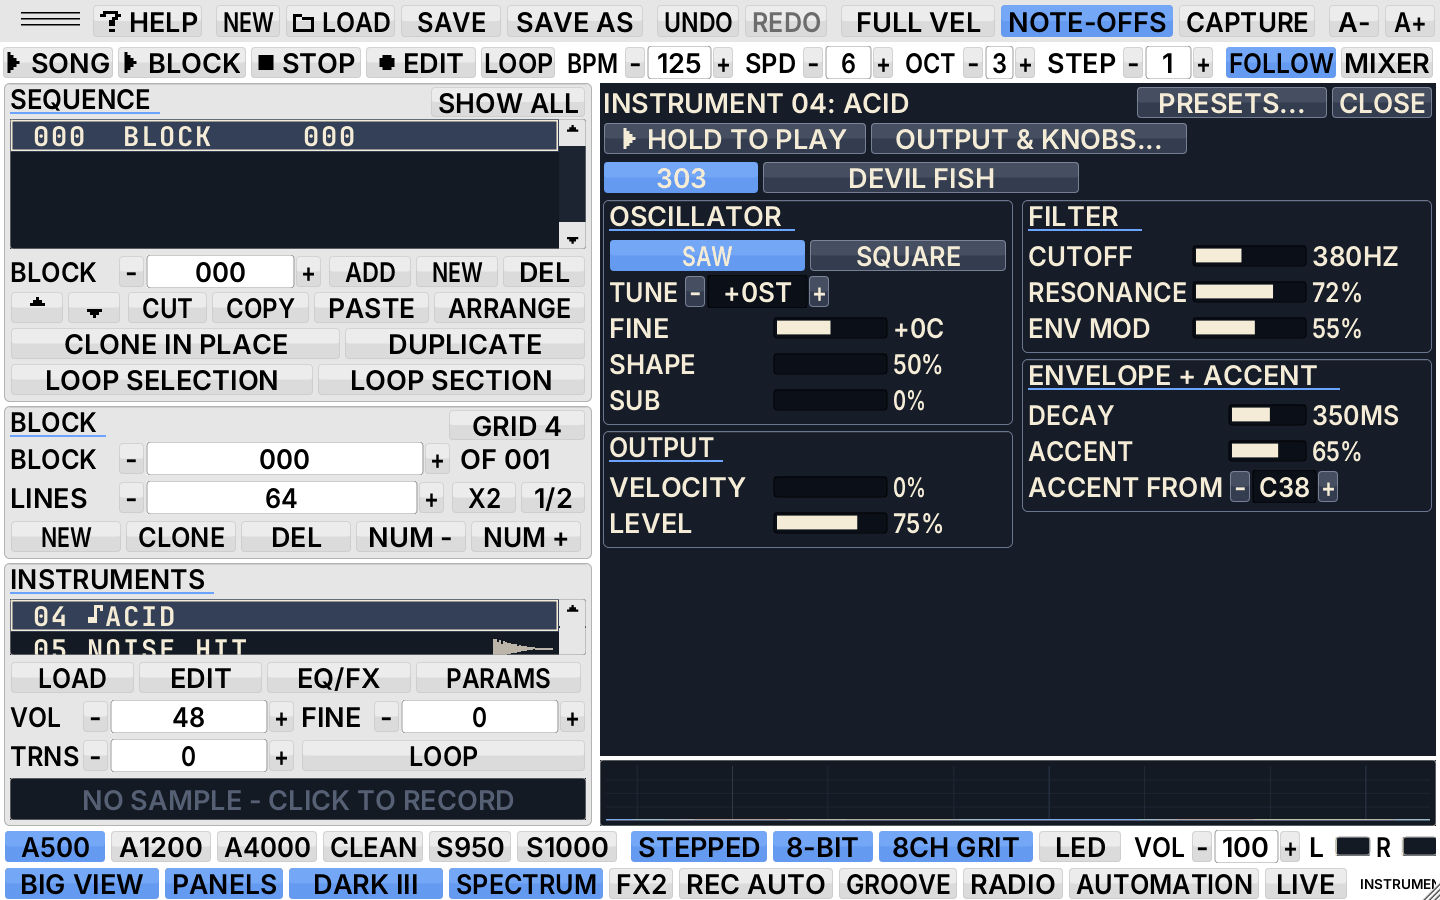 HELP NEW LOAD SAVE SAVE AS UNDO REDO FULL VEL NOTE-OFFS CAPTURE A- A+
SONG BLOCK STOP EDIT LOOP BPM - 125 + SPD - 6 + OCT - 3 + STEP - 1 + FOLLOW MIXER
SEQUENCE SHOW ALL
000 BLOCK 000
BLOCK - 000 + ADD NEW DEL
CUT COPY PASTE ARRANGE
CLONE IN PLACE DUPLICATE
LOOP SELECTION LOOP SECTION
BLOCK GRID 4
BLOCK - 000 + OF 001
LINES - 64 + X2 1/2
NEW CLONE DEL NUM - NUM +
INSTRUMENTS
04 ACID
05 NOISE HIT
LOAD EDIT EQ/FX PARAMS
VOL - 48 + FINE - 0 +
TRNS - 0 + LOOP
NO SAMPLE - CLICK TO RECORD
INSTRUMENT 04: ACID PRESETS... CLOSE
HOLD TO PLAY OUTPUT & KNOBS...
303 DEVIL FISH
OSCILLATOR
SAW SQUARE
TUNE - +0ST +
FINE +0C
SHAPE 50%
SUB 0%
OUTPUT
VELOCITY 0%
LEVEL 75%
FILTER
CUTOFF 380HZ
RESONANCE 72%
ENV MOD 55%
ENVELOPE + ACCENT
DECAY 350MS
ACCENT 65%
ACCENT FROM - C38 +
A500 A1200 A4000 CLEAN S950 S1000 STEPPED 8-BIT 8CH GRIT LED VOL - 100 + L R
BIG VIEW PANELS DARK III SPECTRUM FX2 REC AUTO GROOVE RADIO AUTOMATION LIVE